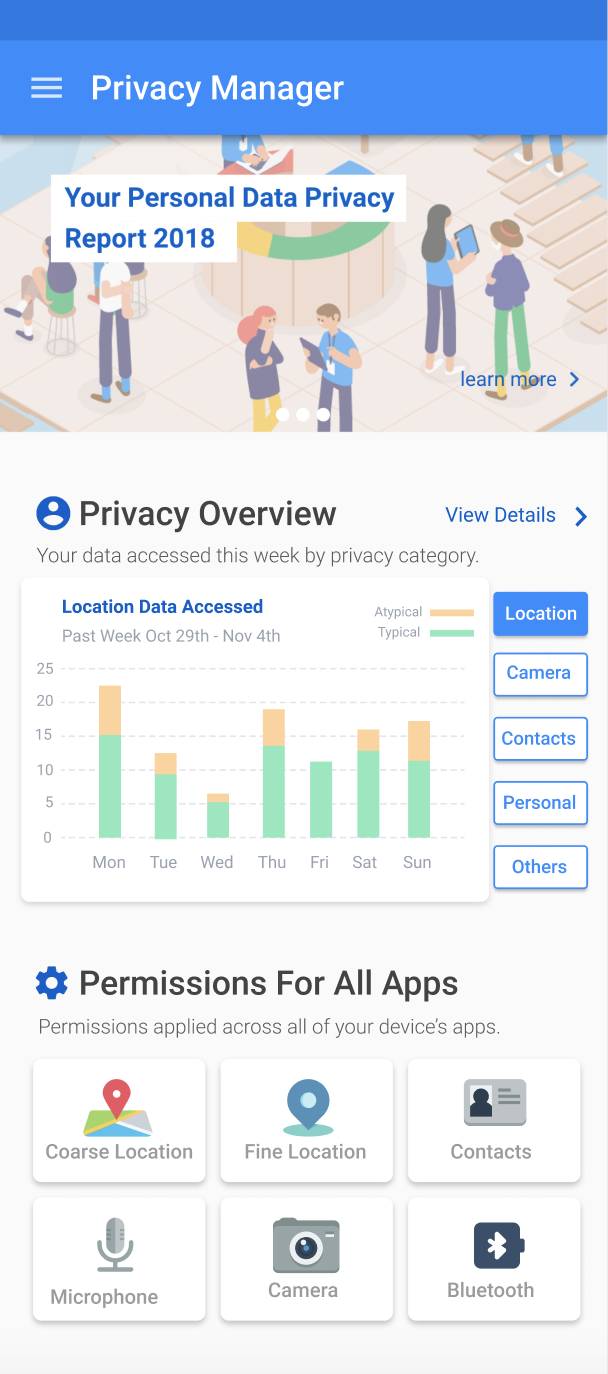 Privacy Manager
Your Personal Data Privacy
Report 2018
learn more
Privacy Overview
View Details
Your data accessed this week by privacy category.
Location Data Accessed
Past Week Oct 29th - Nov 4th
Atypical
Typical
25
20
15
10
5
0
Mon Tue Wed Thu Fri Sat Sun
Location
Camera
Contacts
Personal
Others
Permissions For All Apps
Permissions applied across all of your device’s apps.
Coarse Location
Fine Location
Contacts
Microphone
Camera
Bluetooth